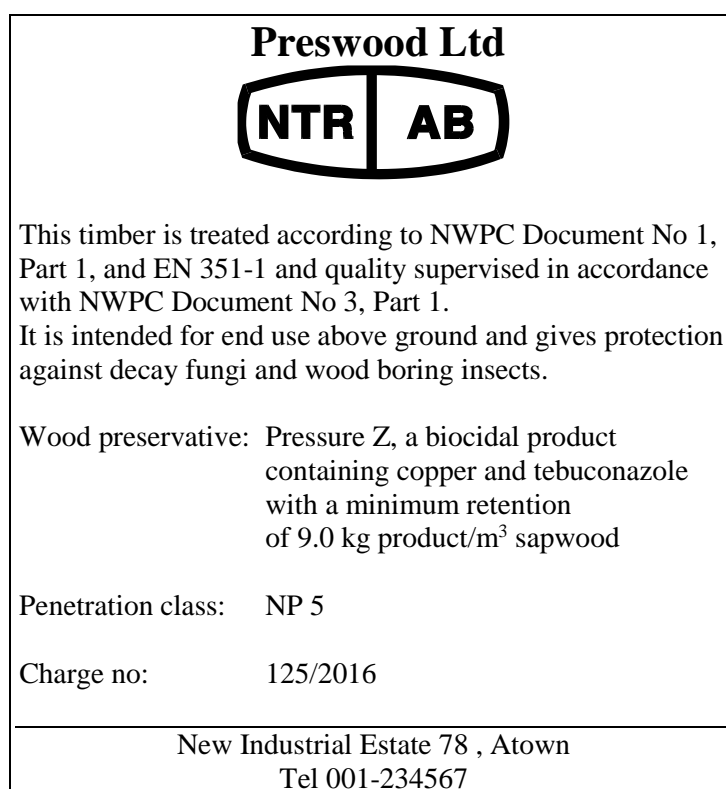 Preswood Ltd
NTR AB
This timber is treated according to NWPC Document No 1,
Part 1, and EN 351-1 and quality supervised in accordance
with NWPC Document No 3, Part 1.
It is intended for end use above ground and gives protection
against decay fungi and wood boring insects.
Wood preservative: Pressure Z, a biocidal product
containing copper and tebuconazole
with a minimum retention
of 9.0 kg product/m³ sapwood
Penetration class: NP 5
Charge no: 125/2016
New Industrial Estate 78 , Atown
Tel 001-234567